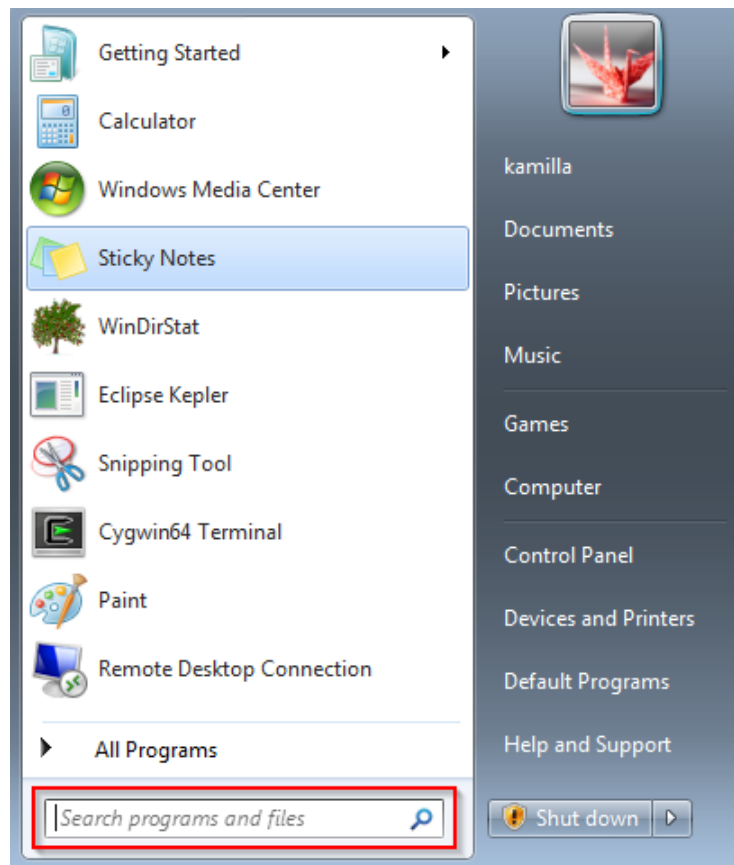 Getting Started
Calculator
Windows Media Center
Sticky Notes
WinDirStat
Eclipse Kepler
Snipping Tool
Cygwin64 Terminal
Paint
Remote Desktop Connection
All Programs
Search programs and files
kamilla
Documents
Pictures
Music
Games
Computer
Control Panel
Devices and Printers
Default Programs
Help and Support
Shut down